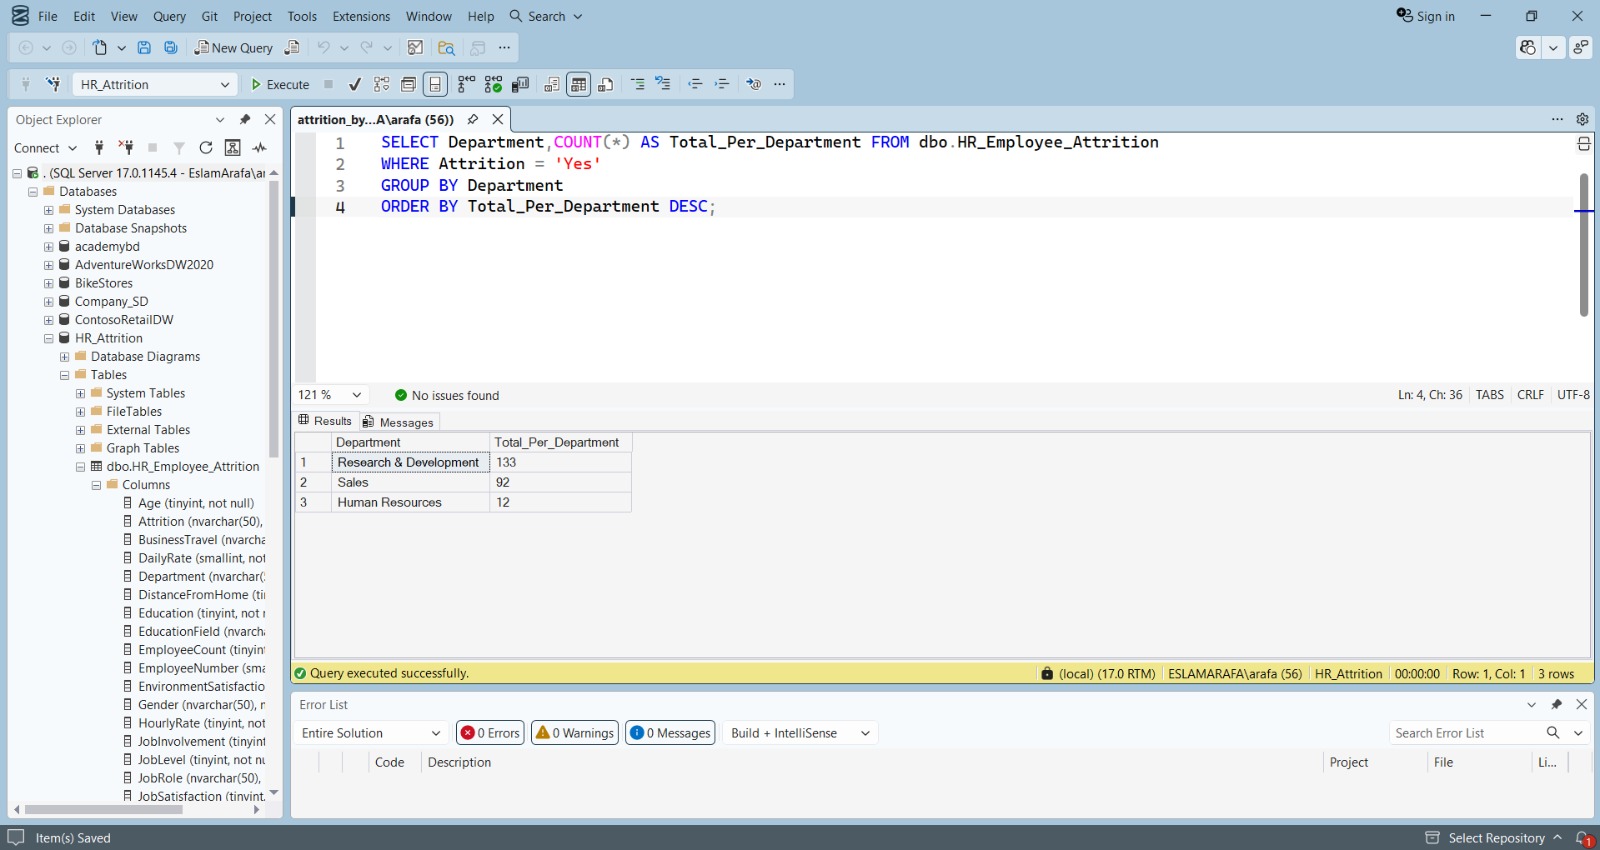 File Edit View Query Git Project Tools Extensions Window Help Search Sign in
New Query
HR_Attrition Execute
Object Explorer
Connect
. (SQL Server 17.0.1145.4 - EslamArafa\ar
Databases
System Databases
Database Snapshots
academybd
AdventureWorksDW2020
BikeStores
Company_SD
ContosoRetailDW
HR_Attrition
Database Diagrams
Tables
System Tables
FileTables
External Tables
Graph Tables
dbo.HR_Employee_Attrition
Columns
Age (tinyint, not null)
Attrition (nvarchar(50),
BusinessTravel (nvarcha
DailyRate (smallint, not
Department (nvarchar(
DistanceFromHome (ti
Education (tinyint, not r
EducationField (nvarcha
EmployeeCount (tinyint
EmployeeNumber (sma
EnvironmentSatisfactio
Gender (nvarchar(50), n
HourlyRate (tinyint, not
JobInvolvement (tinyint
JobLevel (tinyint, not nu
JobRole (nvarchar(50),
JobSatisfaction (tinyint,
attrition_by...A\arafa (56))
1 SELECT Department,COUNT(*) AS Total_Per_Department FROM dbo.HR_Employee_Attrition
2 WHERE Attrition = 'Yes'
3 GROUP BY Department
4 ORDER BY Total_Per_Department DESC;
121 % No issues found Ln: 4, Ch: 36 TABS CRLF UTF-8
Results Messages
Department Total_Per_Department
1 Research & Development 133
2 Sales 92
3 Human Resources 12
Query executed successfully. (local) (17.0 RTM) ESLAMARAFA\arafa (56) HR_Attrition 00:00:00 Row: 1, Col: 1 3 rows
Error List
Entire Solution 0 Errors 0 Warnings 0 Messages Build + IntelliSense Search Error List
Code Description Project File Li...
Item(s) Saved Select Repository 1